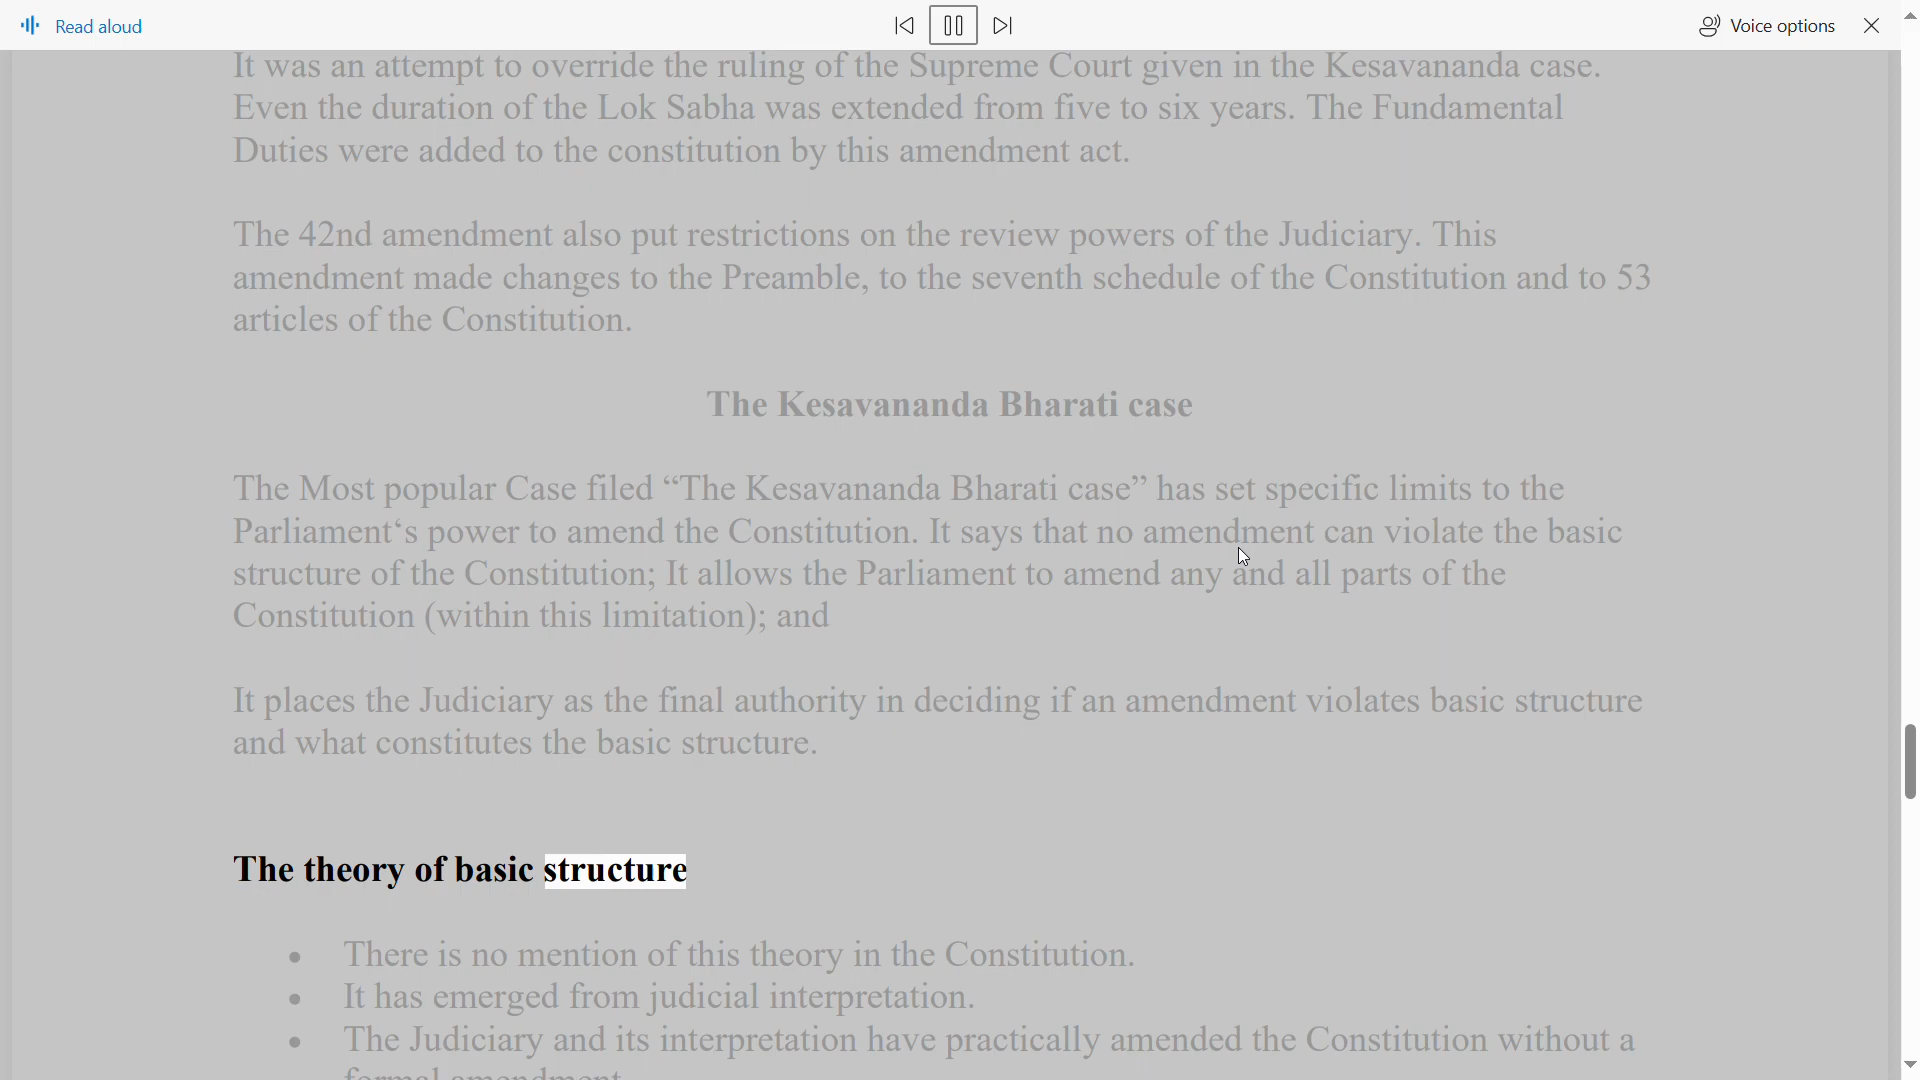 Read aloud
Voice options
It was an attempt to override the ruling of the Supreme Court given in the Kesavananda case.
Even the duration of the Lok Sabha was extended from five to six years. The Fundamental
Duties were added to the constitution by this amendment act.
The 42nd amendment also put restrictions on the review powers of the Judiciary. This
amendment made changes to the Preamble, to the seventh schedule of the Constitution and to 53
articles of the Constitution.
The Kesavananda Bharati case
The Most popular Case filed “The Kesavananda Bharati case” has set specific limits to the
Parliament‘s power to amend the Constitution. It says that no amendment can violate the basic
structure of the Constitution; It allows the Parliament to amend any and all parts of the
Constitution (within this limitation); and
It places the Judiciary as the final authority in deciding if an amendment violates basic structure
and what constitutes the basic structure.
The theory of basic structure
• There is no mention of this theory in the Constitution.
• It has emerged from judicial interpretation.
• The Judiciary and its interpretation have practically amended the Constitution without a
formal amendment.